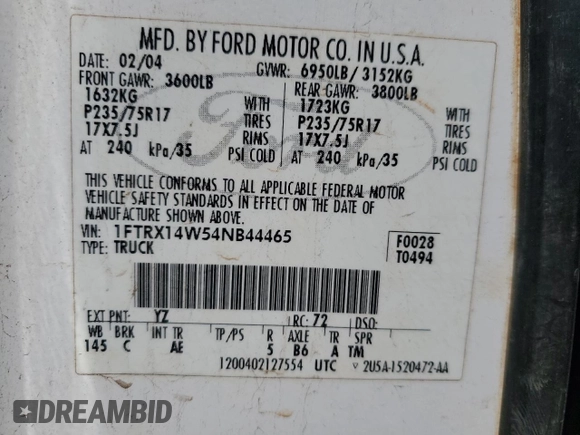 MFD. BY FORD MOTOR CO. IN U.S.A.
DATE: 02/04 GVWR: 6950LB/ 3152KG
FRONT GAWR: 3600LB REAR GAWR: 3800LB
1632KG WITH 1723KG WITH
P235/75R17 TIRES P235/75R17 TIRES
17X7.5J RIMS 17X7.5J RIMS
AT 240 kPa/35 PSI COLD AT 240 kPa/35 PSI COLD
THIS VEHICLE CONFORMS TO ALL APPLICABLE FEDERAL MOTOR
VEHICLE SAFETY STANDARDS IN EFFECT ON THE DATE OF
MANUFACTURE SHOWN ABOVE.
VIN: 1FTRX14W54NB44465 F0028
TYPE: TRUCK T0494
Ford
EXT PNT: YZ RC: 72 DSO:
WB BRK INT TR TP/PS R AXLE TR SPR
145 C AE 5 B6 A TM
1200402127554 UTC V 2U5A-1520472-AA
DREAMBID